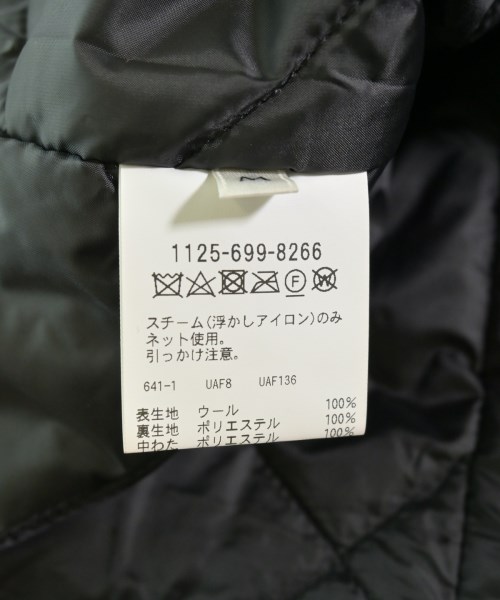 1125-699-8266
F W
スチーム(浮かしアイロン)のみ
ネット使用。
引っかけ注意。
641-1 UAF8 UAF136
表生地 ウール 100%
裏生地 ポリエステル 100%
中わた ポリエステル 100%